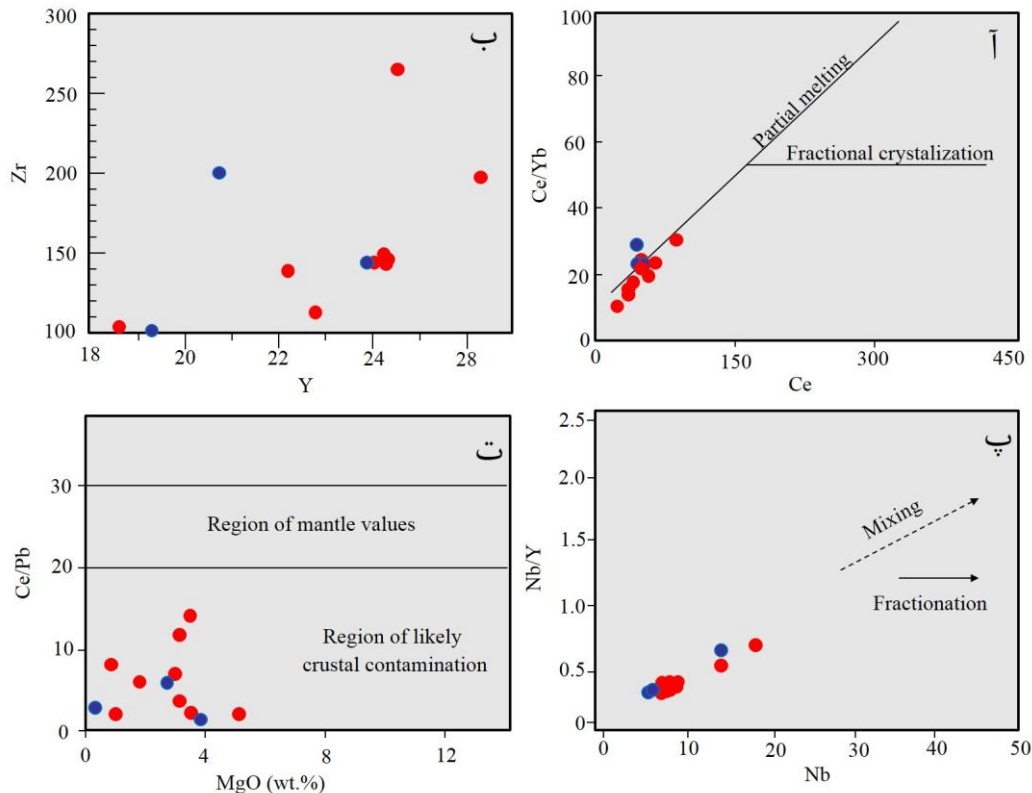 ب
300
250
200
150
100
Zr
18
20
22
24
26
28
Y
آ
100
80
60
40
20
0
Ce/Yb
Partial melting
Fractional crystalization
0
150
300
450
Ce
ت
30
20
10
0
Ce/Pb
Region of mantle values
Region of likely
crustal contamination
0
4
8
12
MgO (wt.%)
پ
2.5
2.0
1.5
1.0
0.5
0
Nb/Y
Mixing
Fractionation
0
10
20
30
40
50
Nb